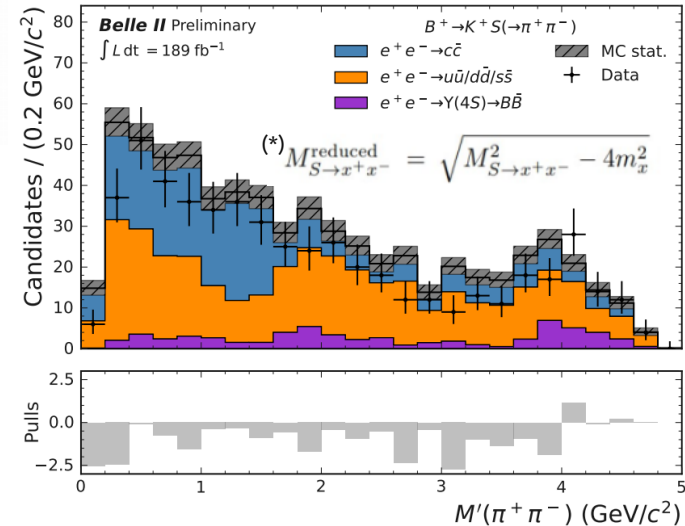 Belle II Preliminary
∫ L dt = 189 fb⁻¹
B⁺→K⁺S(→π⁺π⁻)
e⁺e⁻→cc̄
e⁺e⁻→uū/dd̄/ss̄
e⁺e⁻→Υ(4S)→BB̄
MC stat.
Data
(*) M^reduced_{S→x⁺x⁻} = √(M²_{S→x⁺x⁻} − 4m²_x)
Candidates / (0.2 GeV/c²)
80
70
60
50
40
30
20
10
0
Pulls
2.5
0.0
−2.5
0 1 2 3 4 5
M′(π⁺π⁻) (GeV/c²)